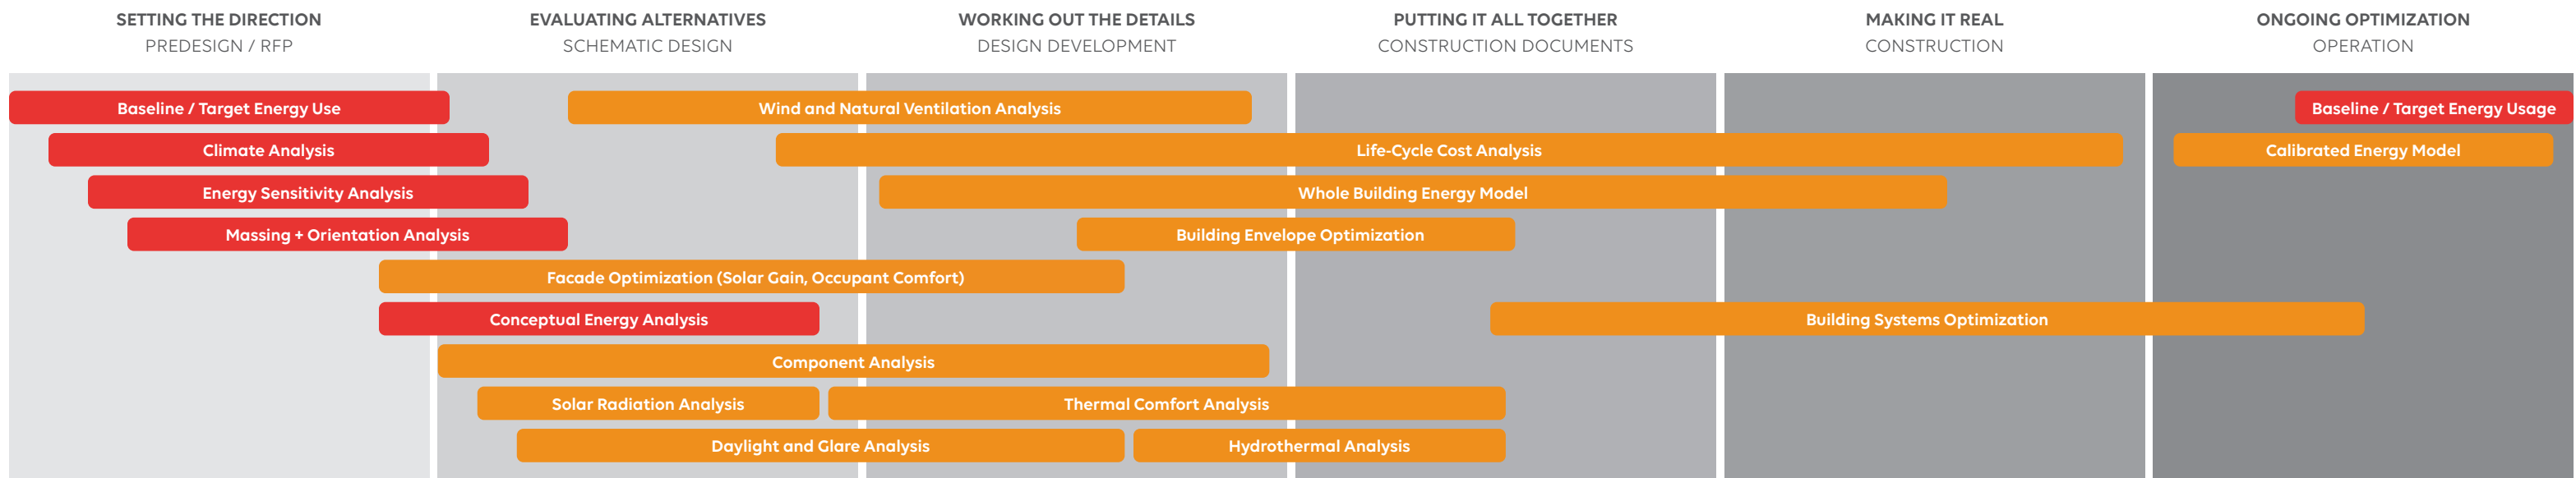 SETTING THE DIRECTION
PREDESIGN / RFP
EVALUATING ALTERNATIVES
SCHEMATIC DESIGN
WORKING OUT THE DETAILS
DESIGN DEVELOPMENT
PUTTING IT ALL TOGETHER
CONSTRUCTION DOCUMENTS
MAKING IT REAL
CONSTRUCTION
ONGOING OPTIMIZATION
OPERATION
Baseline / Target Energy Use
Wind and Natural Ventilation Analysis
Baseline / Target Energy Usage
Climate Analysis
Life-Cycle Cost Analysis
Calibrated Energy Model
Energy Sensitivity Analysis
Whole Building Energy Model
Massing + Orientation Analysis
Building Envelope Optimization
Facade Optimization (Solar Gain, Occupant Comfort)
Conceptual Energy Analysis
Building Systems Optimization
Component Analysis
Solar Radiation Analysis
Thermal Comfort Analysis
Daylight and Glare Analysis
Hydrothermal Analysis